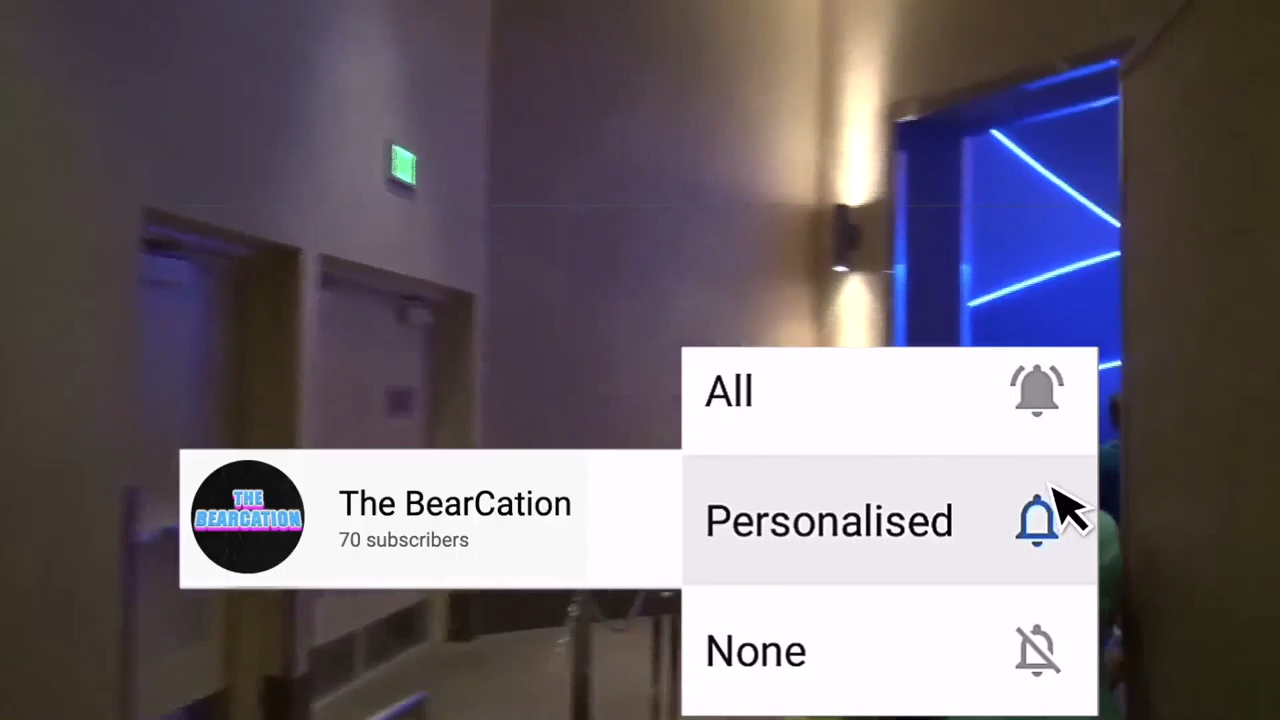 All
THE
BEARCATION
The BearCation
70 subscribers
Personalised
None